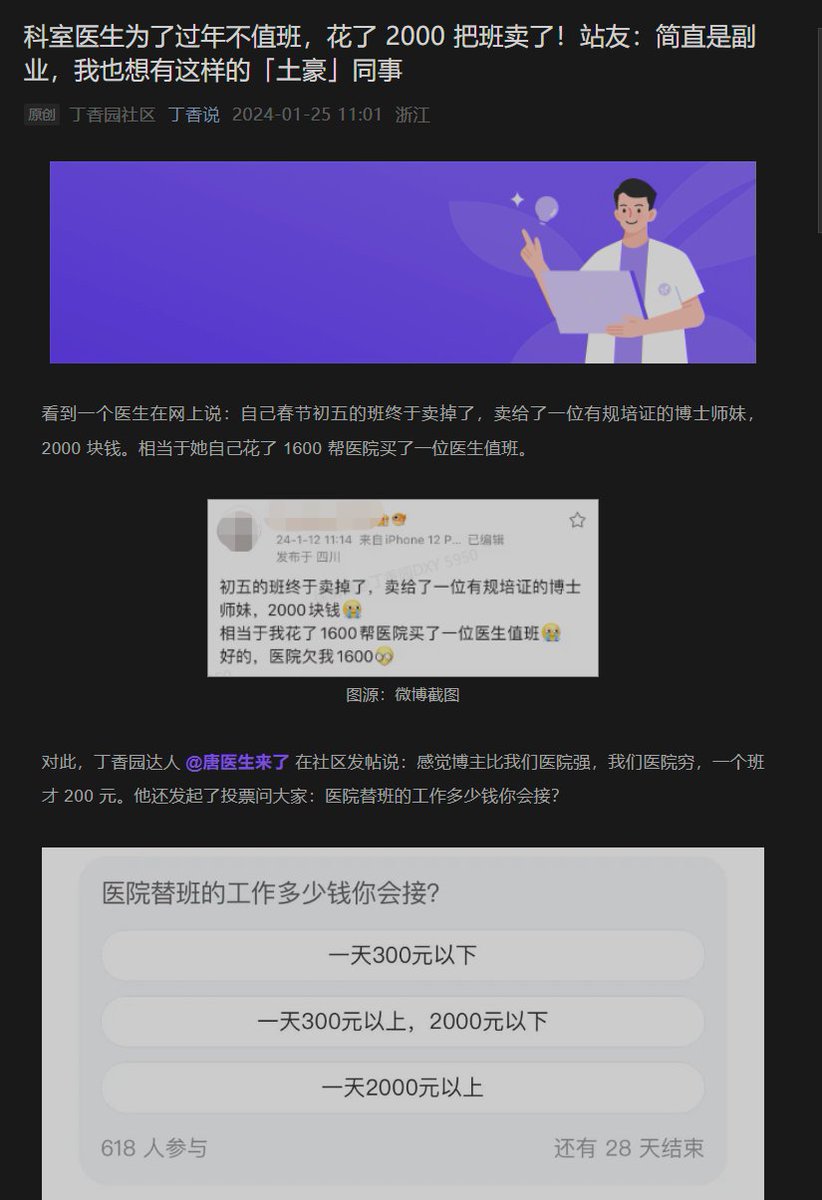 科室医生为了过年不值班，花了 2000 把班卖了！站友：简直是副
业，我也想有这样的「土豪」同事
原创 丁香园社区 丁香说 2024-01-25 11:01 浙江
看到一个医生在网上说：自己春节初五的班终于卖掉了，卖给了一位有规培证的博士师妹，
2000 块钱。相当于她自己花了 1600 帮医院买了一位医生值班。
24-1-12 11:14 来自 iPhone 12 P... 已编辑
发布于 四川
初五的班终于卖掉了，卖给了一位有规培证的博士
师妹，2000块钱😭
相当于我花了1600帮医院买了一位医生值班😭
好的，医院欠我1600
图源：微博截图
对此，丁香园达人 @唐医生来了 在社区发帖说：感觉博主比我们医院强，我们医院穷，一个班
才 200 元。他还发起了投票问大家：医院替班的工作多少钱你会接？
医院替班的工作多少钱你会接？
一天300元以下
一天300元以上，2000元以下
一天2000元以上
618 人参与 还有 28 天结束